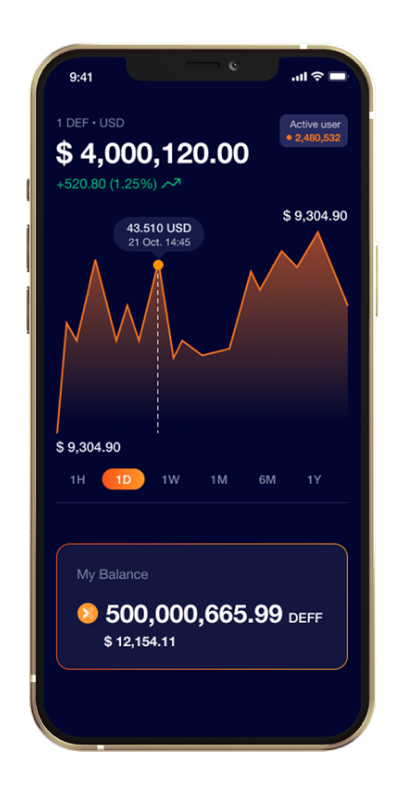 9:41
1 DEF • USD
$ 4,000,120.00
+520.80 (1.25%)
Active user
2,480,532
$ 9,304.90
43.510 USD
21 Oct. 14:45
$ 9,304.90
1H 1D 1W 1M 6M 1Y
My Balance
500,000,665.99 DEFF
$ 12,154.11